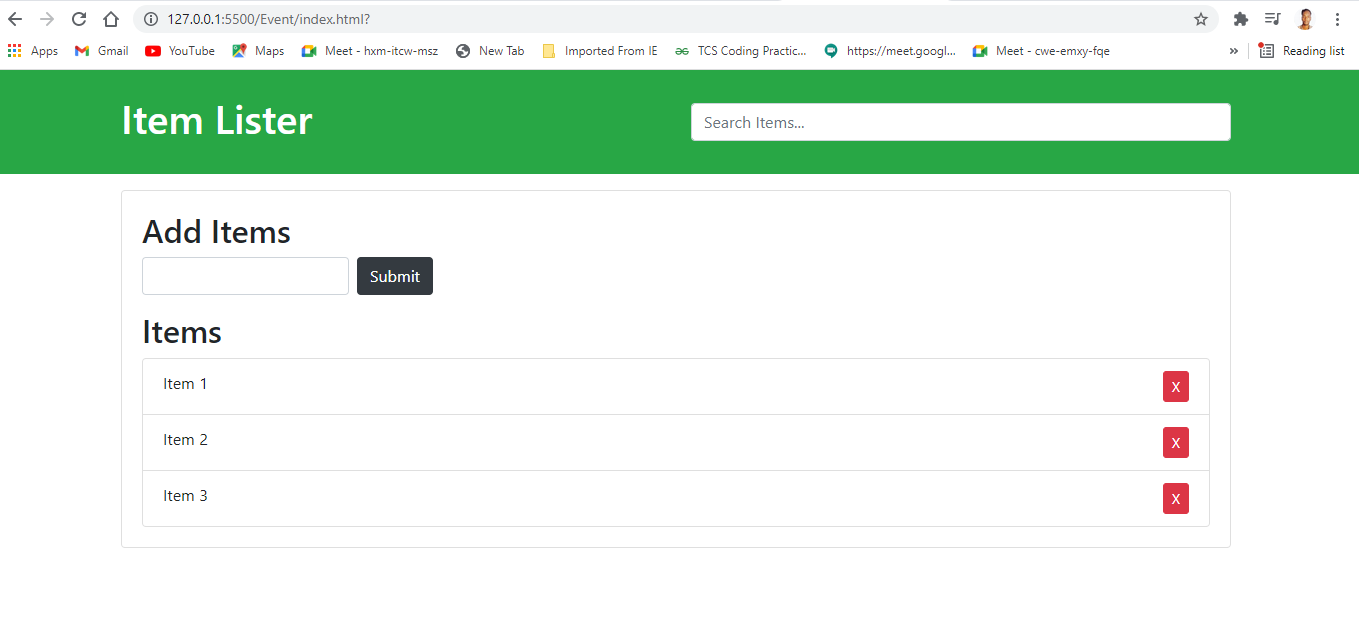 127.0.0.1:5500/Event/index.html?
Apps Gmail YouTube Maps Meet - hxm-itcw-msz New Tab Imported From IE TCS Coding Practic... https://meet.googl... Meet - cwe-emxy-fqe » Reading list
Item Lister Search Items...
Add Items
Submit
Items
Item 1 X
Item 2 X
Item 3 X